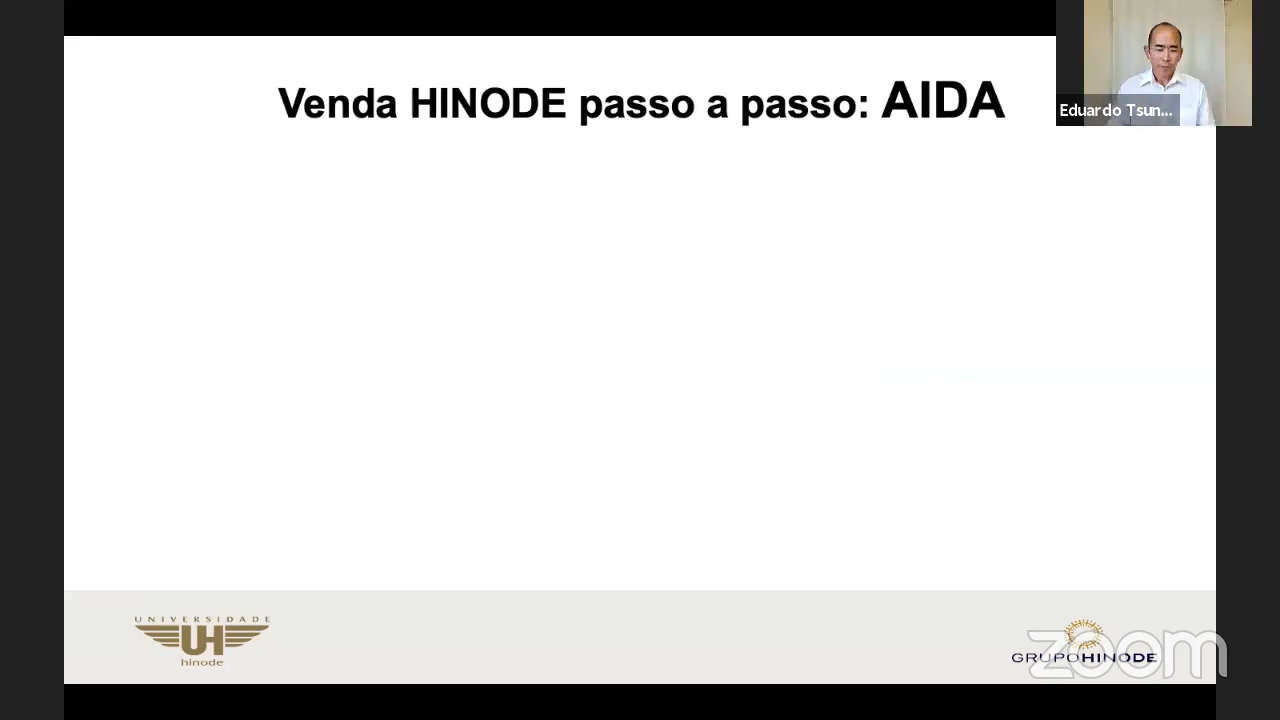 Venda HINODE passo a passo: AIDA
Eduardo Tsun...
UNIVERSIDADE
UH
hinode
GRUPOHINODE
zoom